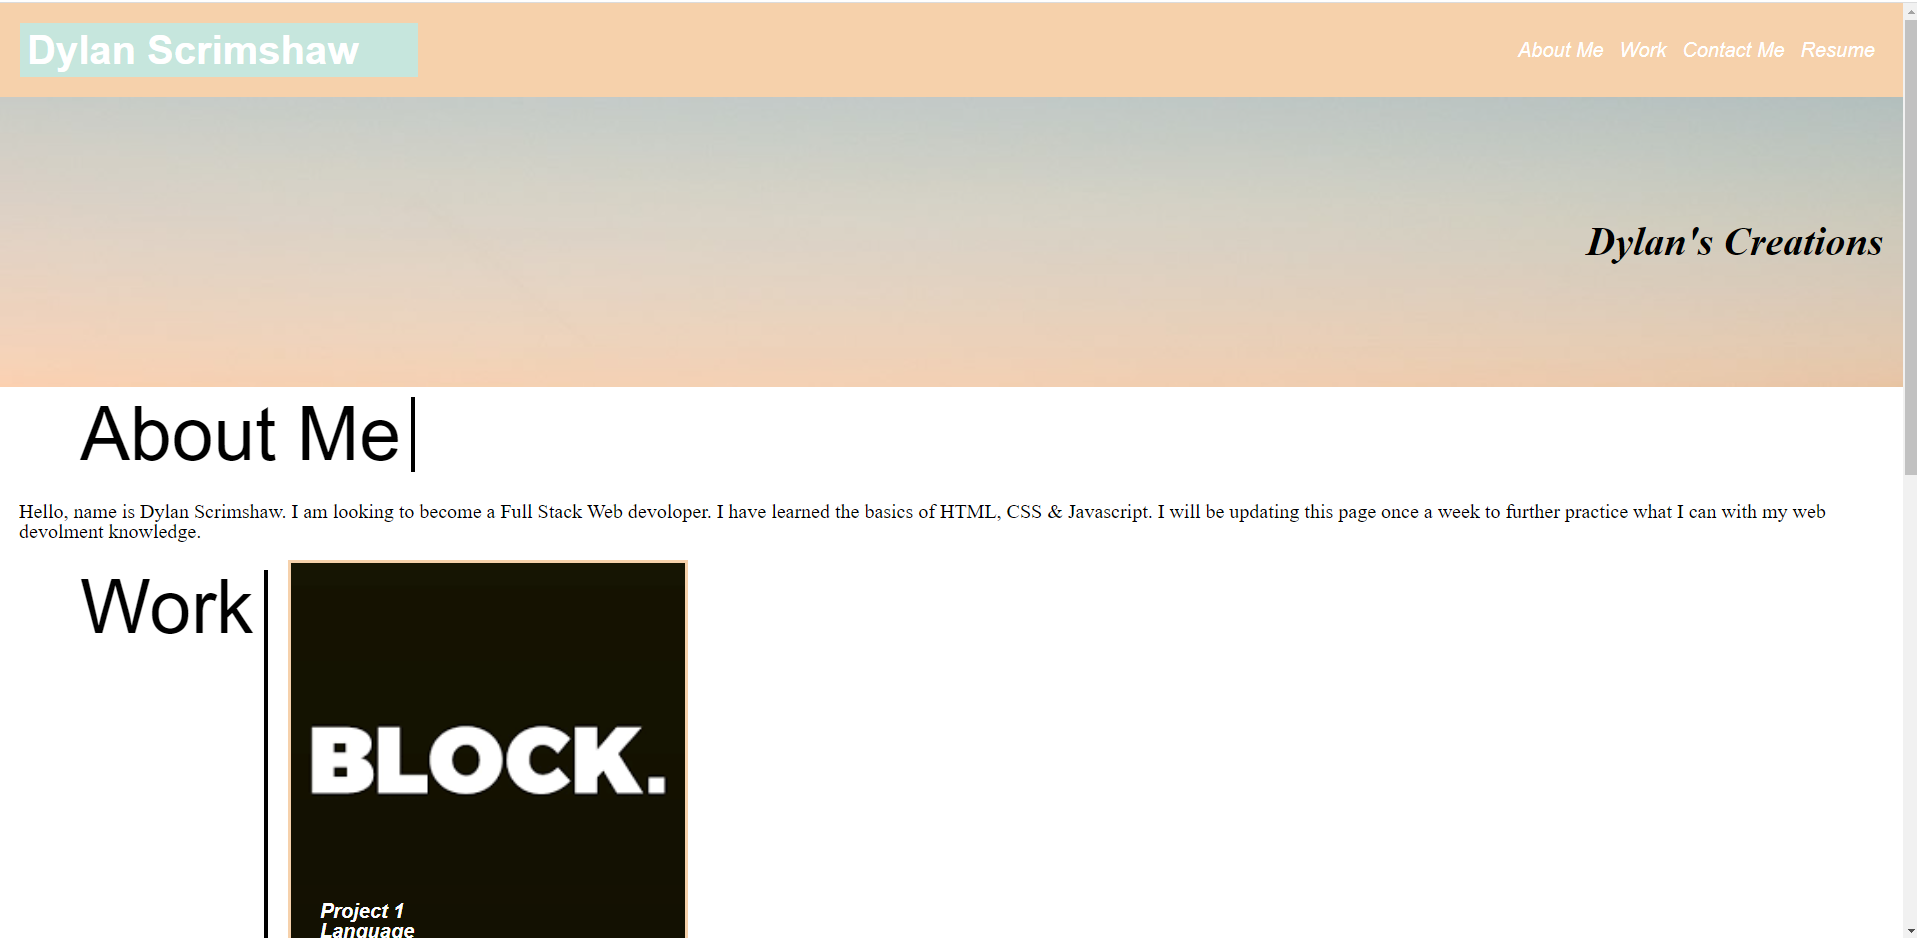 Dylan Scrimshaw
About Me Work Contact Me Resume
Dylan's Creations
About Me
Hello, name is Dylan Scrimshaw. I am looking to become a Full Stack Web devoloper. I have learned the basics of HTML, CSS & Javascript. I will be updating this page once a week to further practice what I can with my web
devolment knowledge.
Work
BLOCK.
Project 1
Language